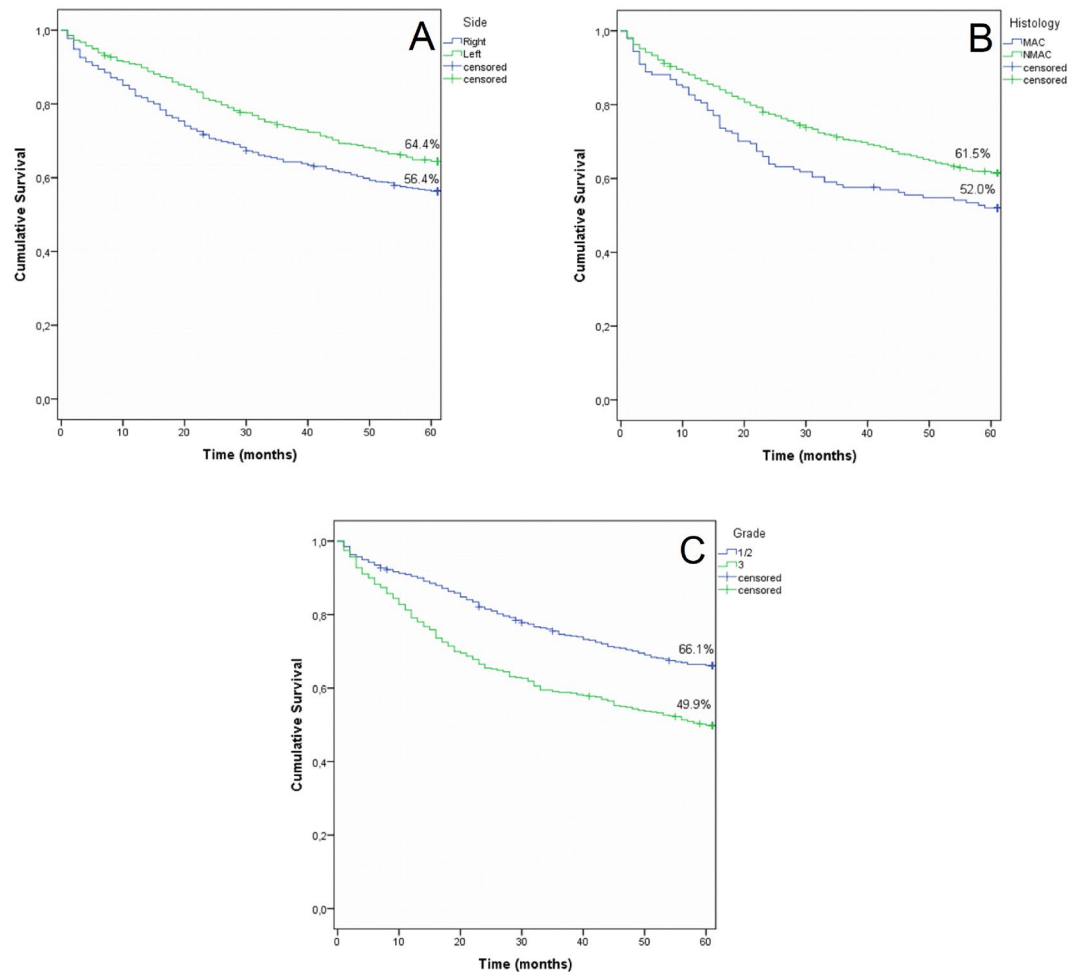 A
Side
Right
Left
censored
censored
1,0
0,8
0,6
0,4
0,2
0,0
Cumulative Survival
64.4%
56.4%
0 10 20 30 40 50 60
Time (months)
B
Histology
MAC
NMAC
censored
censored
1,0
0,8
0,6
0,4
0,2
0,0
Cumulative Survival
61.5%
52.0%
0 10 20 30 40 50 60
Time (months)
C
Grade
1/2
3
censored
censored
1,0
0,8
0,6
0,4
0,2
0,0
Cumulative Survival
66.1%
49.9%
0 10 20 30 40 50 60
Time (months)